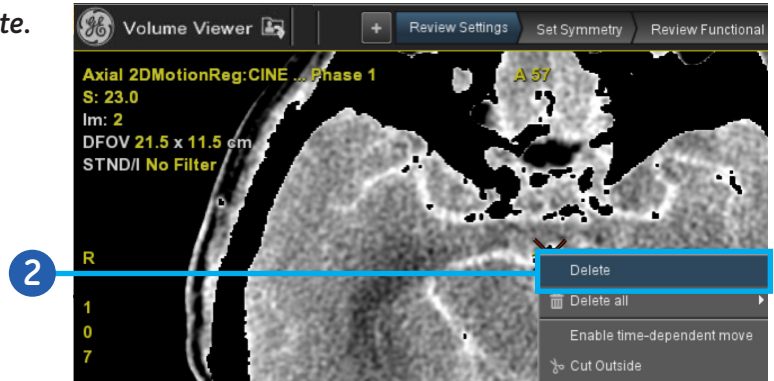 te.
GE Volume Viewer + Review Settings Set Symmetry Review Functional
Axial 2DMotionReg:CINE ... Phase 1
A 57
S: 23.0
Im: 2
DFOV 21.5 x 11.5 cm
STND/I No Filter
R
2
Delete
1
Delete all
0
Enable time-dependent move
7
Cut Outside